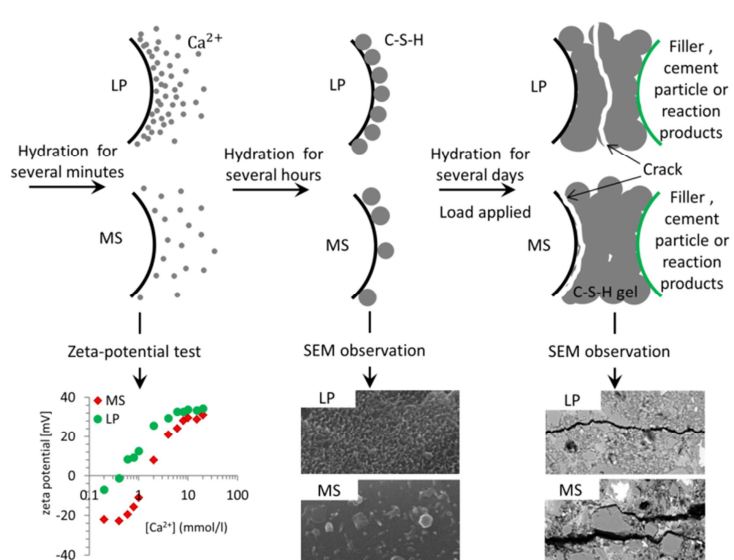 Ca²⁺
C-S-H
LP
LP
LP
Filler ,
cement
particle or
reaction
products
Hydration for
several minutes
Hydration for
several hours
Hydration for
several days
Load applied
Crack
MS
MS
MS
Filler ,
cement
particle or
reaction
products
C-S-H gel
Zeta-potential test
SEM observation
SEM observation
zeta potential [mV]
MS
LP
40
20
0
-20
-40
0.1
1
10
100
[Ca²⁺] (mmol/l)
LP
MS
LP
MS